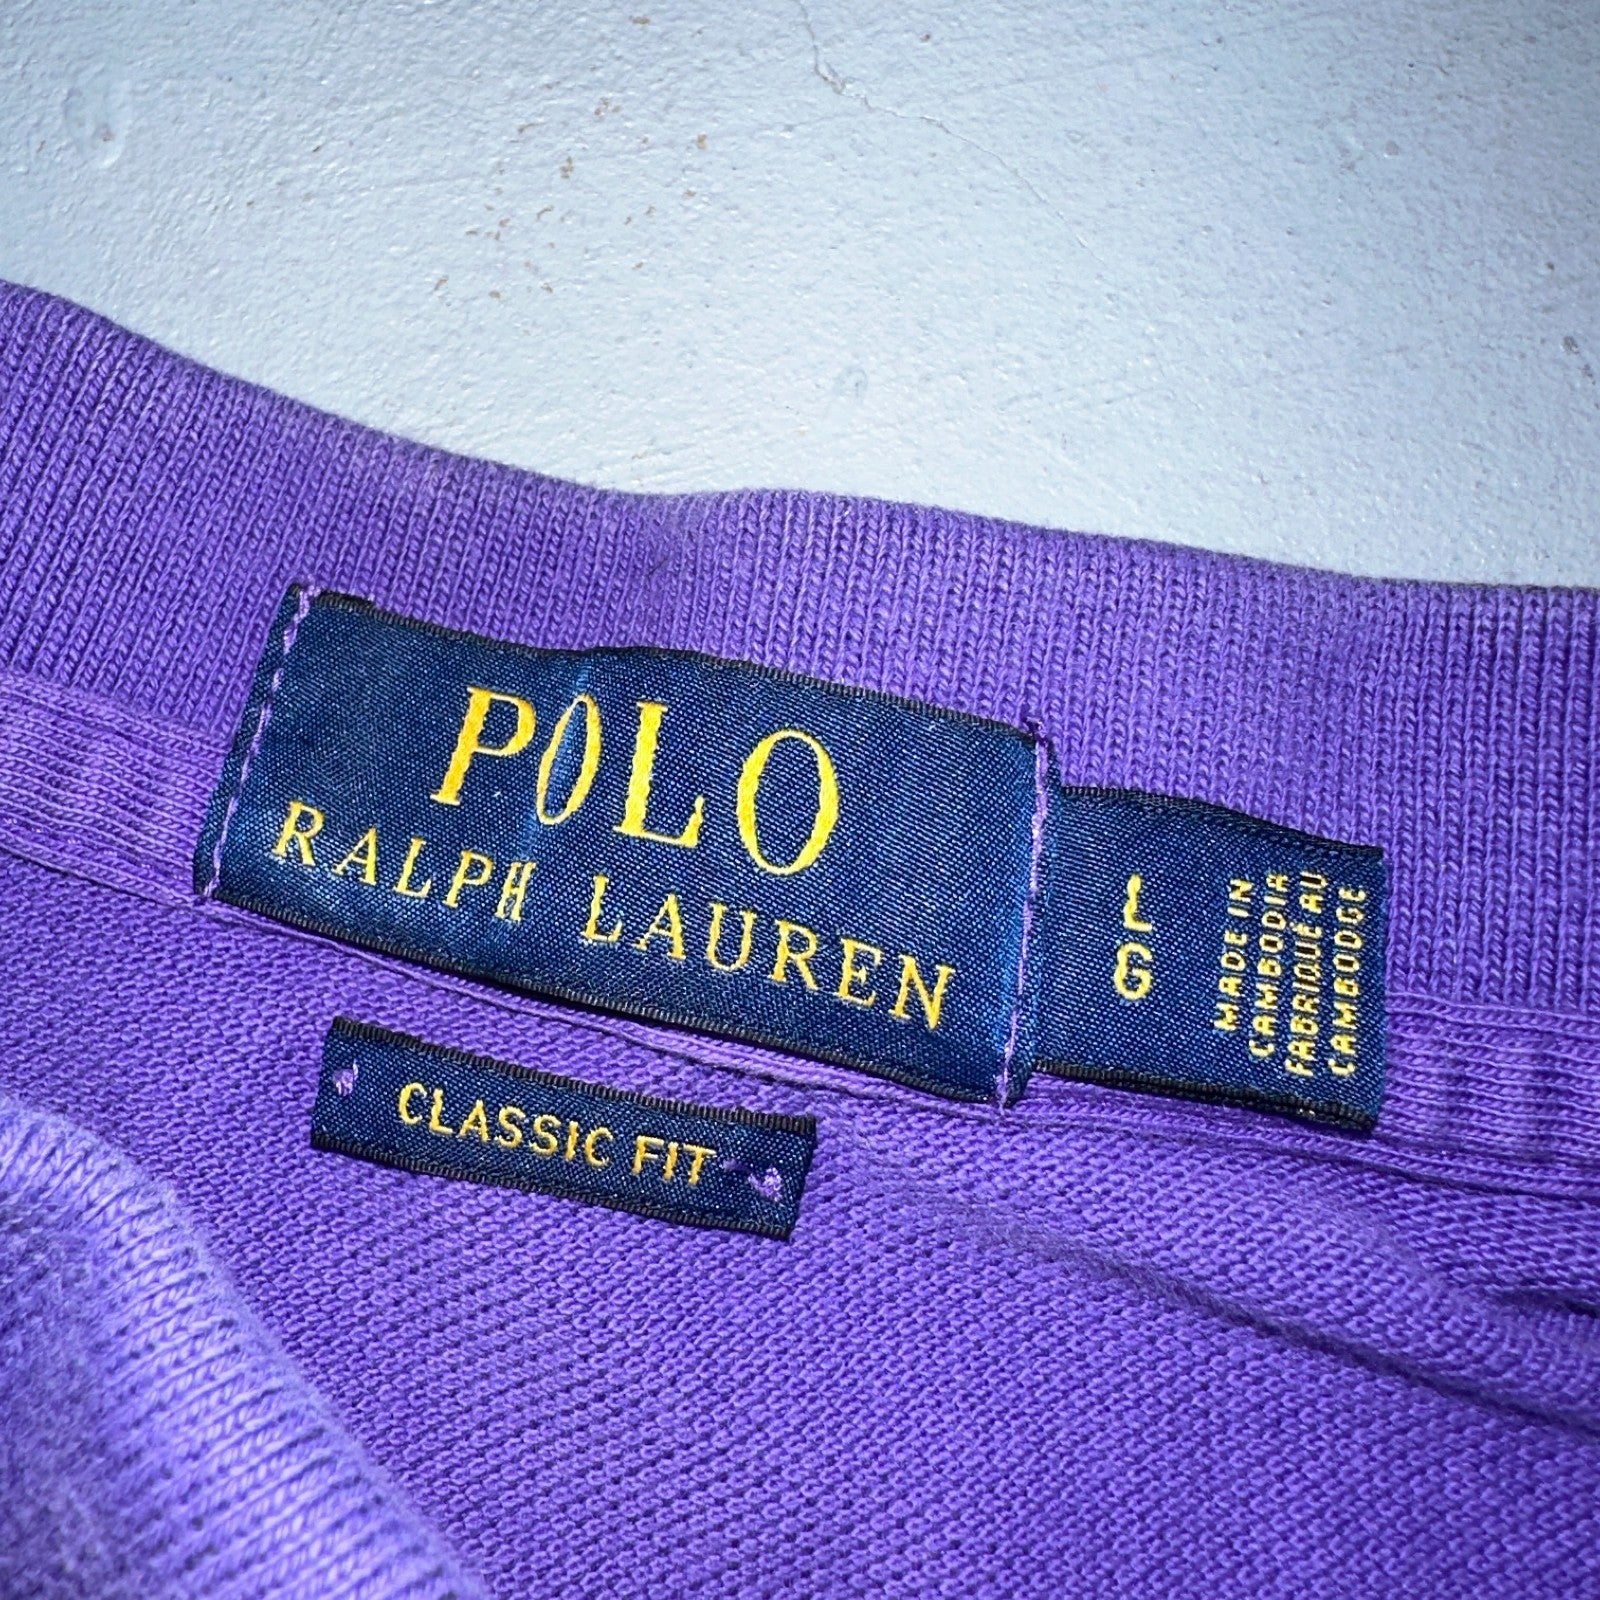 POLO
RALPH LAUREN
L
G
MADE IN
CAMBODIA
FABRIQUÉ AU
CAMBODGE
CLASSIC FIT